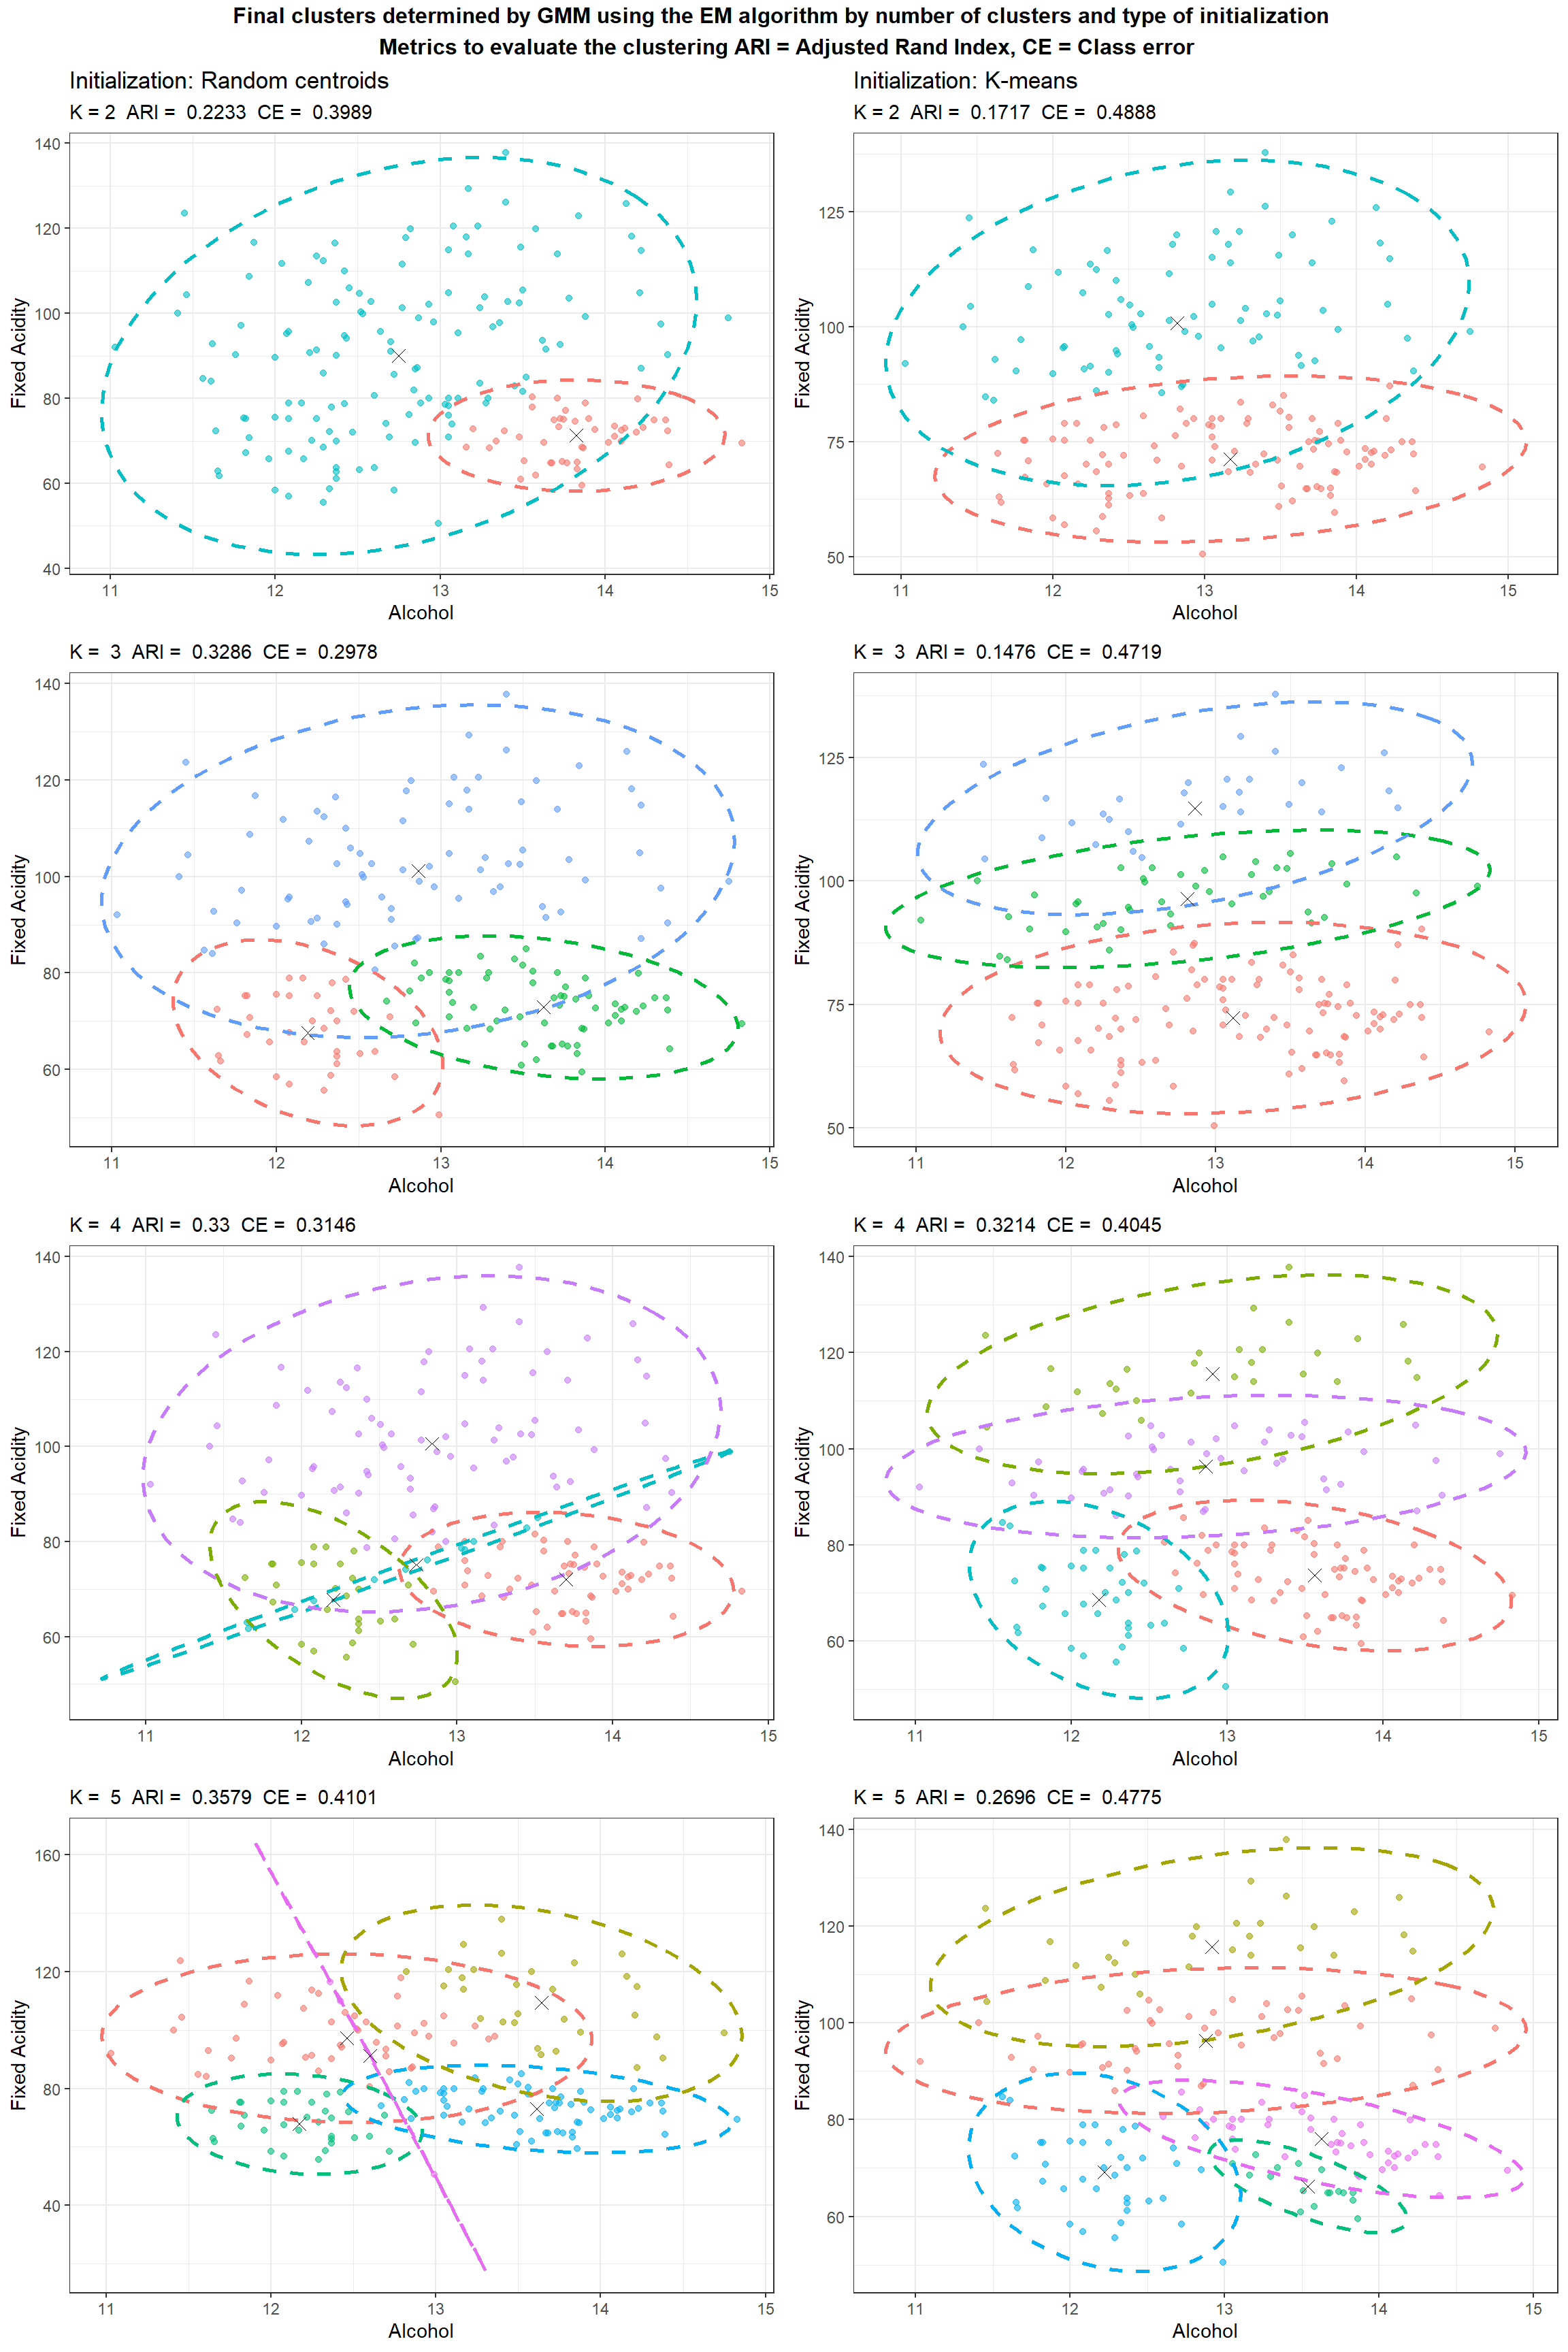 Final clusters determined by GMM using the EM algorithm by number of clusters and type of initialization
Metrics to evaluate the clustering ARI = Adjusted Rand Index, CE = Class error
Initialization: Random centroids
K = 2 ARI = 0.2233 CE = 0.3989
140
120
100
80
60
40
Fixed Acidity
11 12 13 14 15
Alcohol
Initialization: K-means
K = 2 ARI = 0.1717 CE = 0.4888
125
100
75
50
Fixed Acidity
11 12 13 14 15
Alcohol
K = 3 ARI = 0.3286 CE = 0.2978
140
120
100
80
60
Fixed Acidity
11 12 13 14 15
Alcohol
K = 3 ARI = 0.1476 CE = 0.4719
125
100
75
50
Fixed Acidity
11 12 13 14 15
Alcohol
K = 4 ARI = 0.33 CE = 0.3146
140
120
100
80
60
Fixed Acidity
11 12 13 14 15
Alcohol
K = 4 ARI = 0.3214 CE = 0.4045
140
120
100
80
60
Fixed Acidity
11 12 13 14 15
Alcohol
K = 5 ARI = 0.3579 CE = 0.4101
160
120
80
40
Fixed Acidity
11 12 13 14 15
Alcohol
K = 5 ARI = 0.2696 CE = 0.4775
140
120
100
80
60
Fixed Acidity
11 12 13 14 15
Alcohol